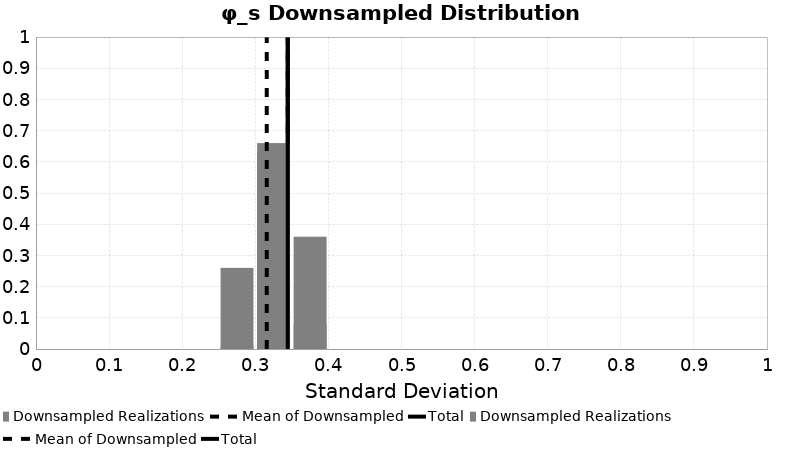 φ_s Downsampled Distribution
1
0.9
0.8
0.7
0.6
0.5
0.4
0.3
0.2
0.1
0
0 0.1 0.2 0.3 0.4 0.5 0.6 0.7 0.8 0.9 1
Standard Deviation
Downsampled Realizations Mean of Downsampled Total Downsampled Realizations
Mean of Downsampled Total